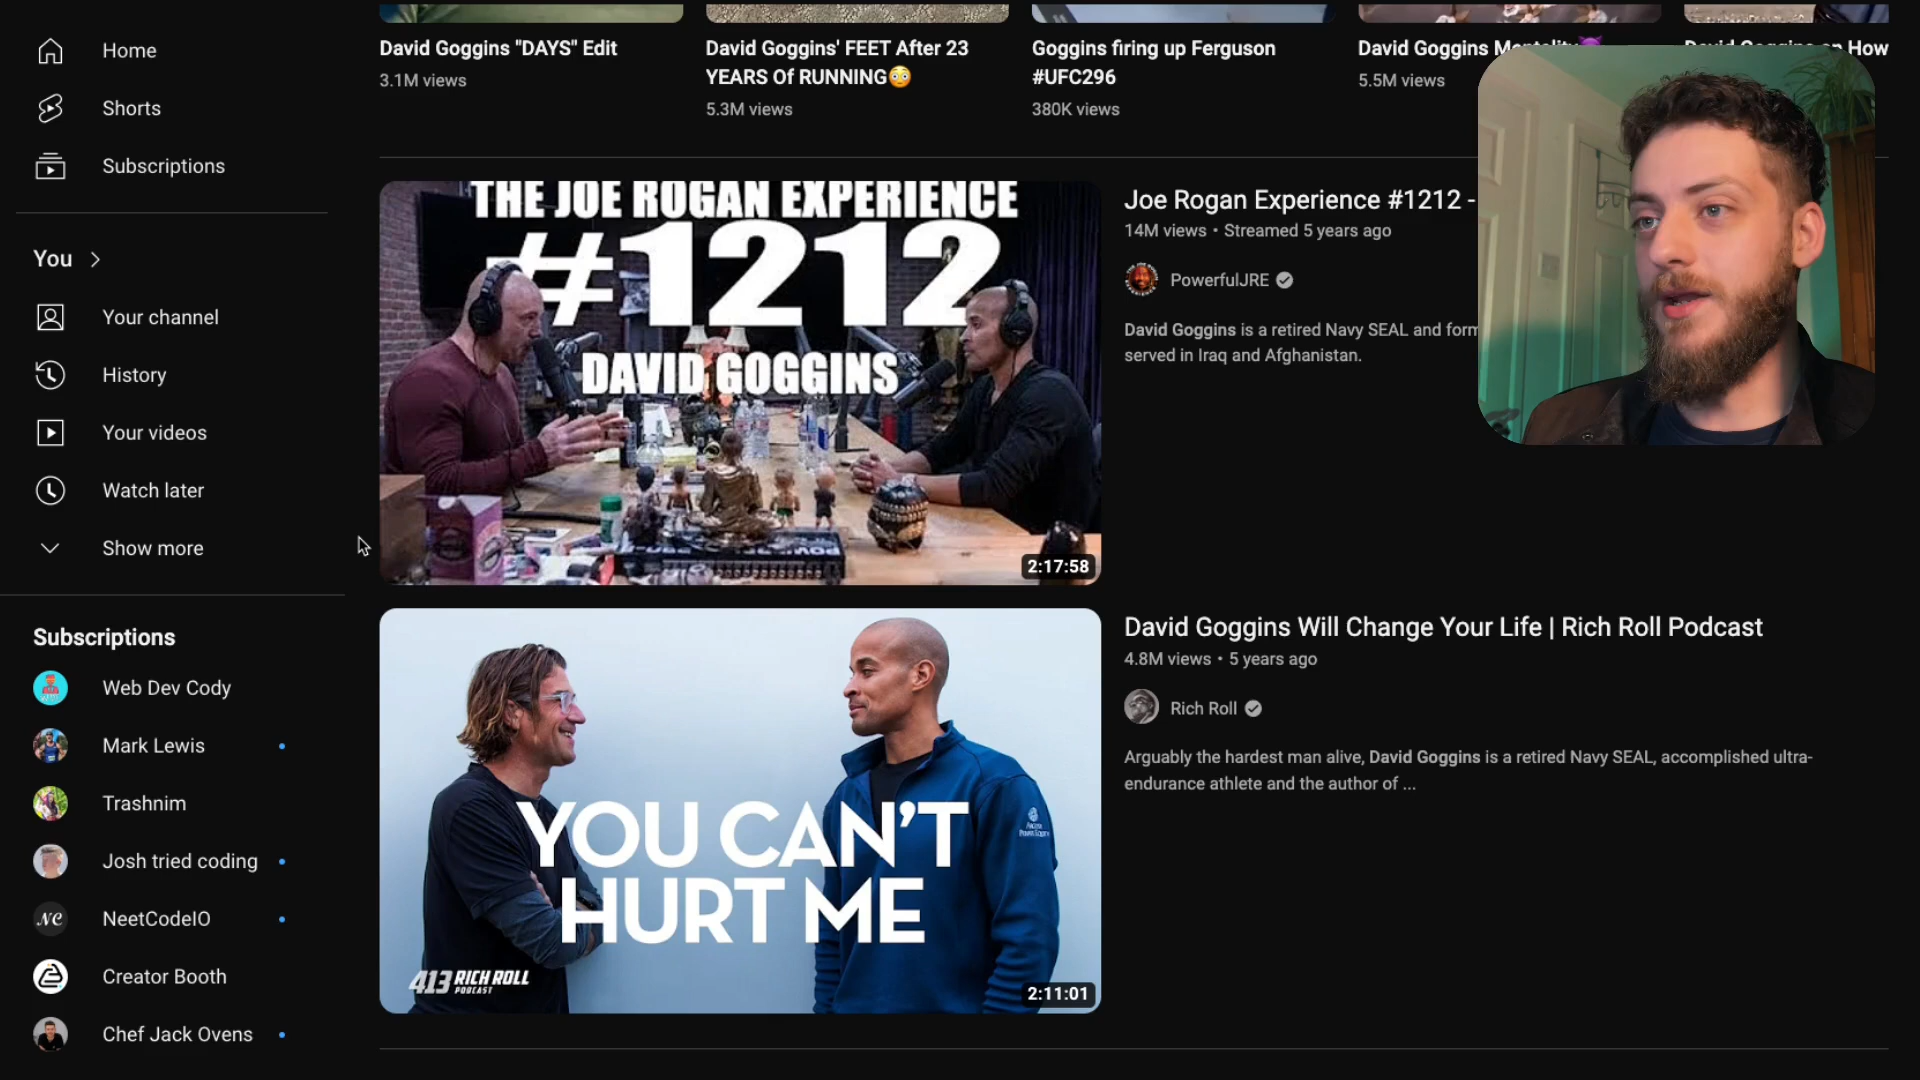 Home
Shorts
Subscriptions
You
Your channel
History
Your videos
Watch later
Show more
Subscriptions
Web Dev Cody
Mark Lewis
Trashnim
Josh tried coding
NC
NeetCodeIO
Creator Booth
Chef Jack Ovens
David Goggins "DAYS" Edit
3.1M views
David Goggins' FEET After 23
YEARS Of RUNNING😳
5.3M views
Goggins firing up Ferguson
#UFC296
380K views
David Goggins Mentality😈
5.5M views
David Goggins on How
THE JOE ROGAN EXPERIENCE
#1212
DAVID GOGGINS
2:17:58
Joe Rogan Experience #1212 -
14M views • Streamed 5 years ago
PowerfulJRE
David Goggins is a retired Navy SEAL and form
served in Iraq and Afghanistan.
YOU CAN'T
HURT ME
413 RICH ROLL
PODCAST
2:11:01
David Goggins Will Change Your Life | Rich Roll Podcast
4.8M views • 5 years ago
Rich Roll
Arguably the hardest man alive, David Goggins is a retired Navy SEAL, accomplished ultra-
endurance athlete and the author of ...